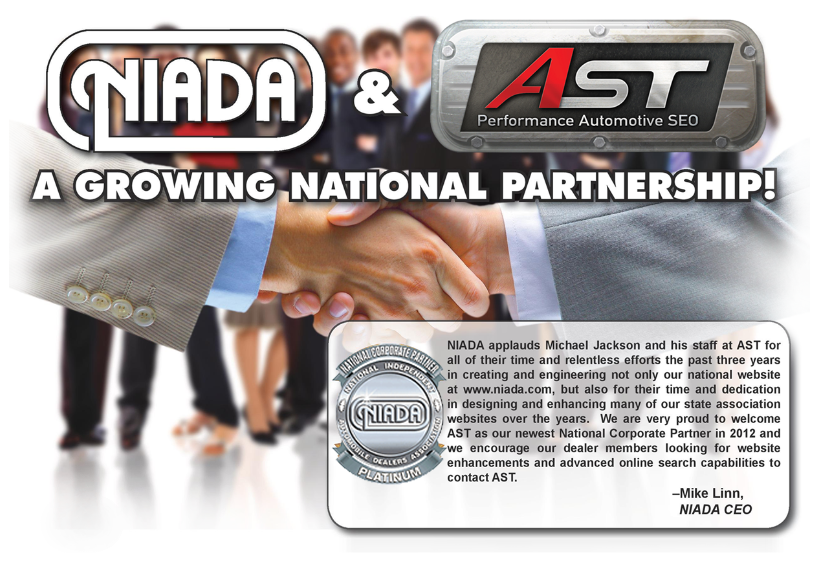 NIADA
&
AST
Performance Automotive SEO
A GROWING NATIONAL PARTNERSHIP!
NATIONAL CORPORATE PARTNER
NATIONAL INDEPENDENT
NIADA
AUTOMOBILE DEALERS ASSOCIATION
PLATINUM
NIADA applauds Michael Jackson and his staff at AST for
all of their time and relentless efforts the past three years
in creating and engineering not only our national website
at www.niada.com, but also for their time and dedication
in designing and enhancing many of our state association
websites over the years. We are very proud to welcome
AST as our newest National Corporate Partner in 2012 and
we encourage our dealer members looking for website
enhancements and advanced online search capabilities to
contact AST.
–Mike Linn,
NIADA CEO